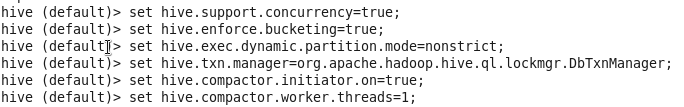 hive (default)> set hive.support.concurrency=true;
hive (default)> set hive.enforce.bucketing=true;
hive (default)> set hive.exec.dynamic.partition.mode=nonstrict;
hive (default)> set hive.txn.manager=org.apache.hadoop.hive.ql.lockmgr.DbTxnManager;
hive (default)> set hive.compactor.initiator.on=true;
hive (default)> set hive.compactor.worker.threads=1;